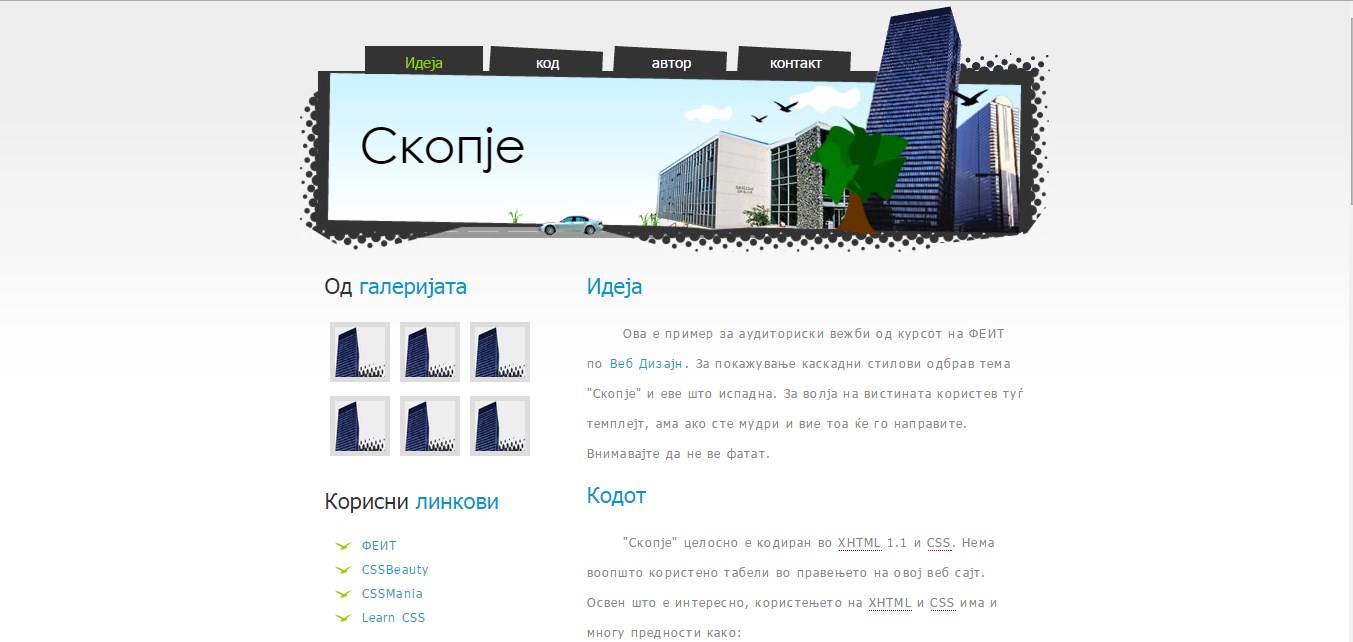 Идеја
код
автор
контакт
Скопје
Од галеријата
Корисни линкови
ФЕИТ
CSSBeauty
CSSMania
Learn CSS
Идеја
Ова е пример за аудиториски вежби од курсот на ФЕИТ
по Веб Дизајн. За покажување каскадни стилови одбрав тема
"Скопје" и еве што испадна. За волја на вистината користев туѓ
темплејт, ама ако сте мудри и вие тоа ќе го направите.
Внимавајте да не ве фатат.
Кодот
"Скопје" целосно е кодиран во XHTML 1.1 и CSS. Нема
воопшто користено табели во правењето на овој веб сајт.
Освен што е интересно, користењето на XHTML и CSS има и
многу предности како: